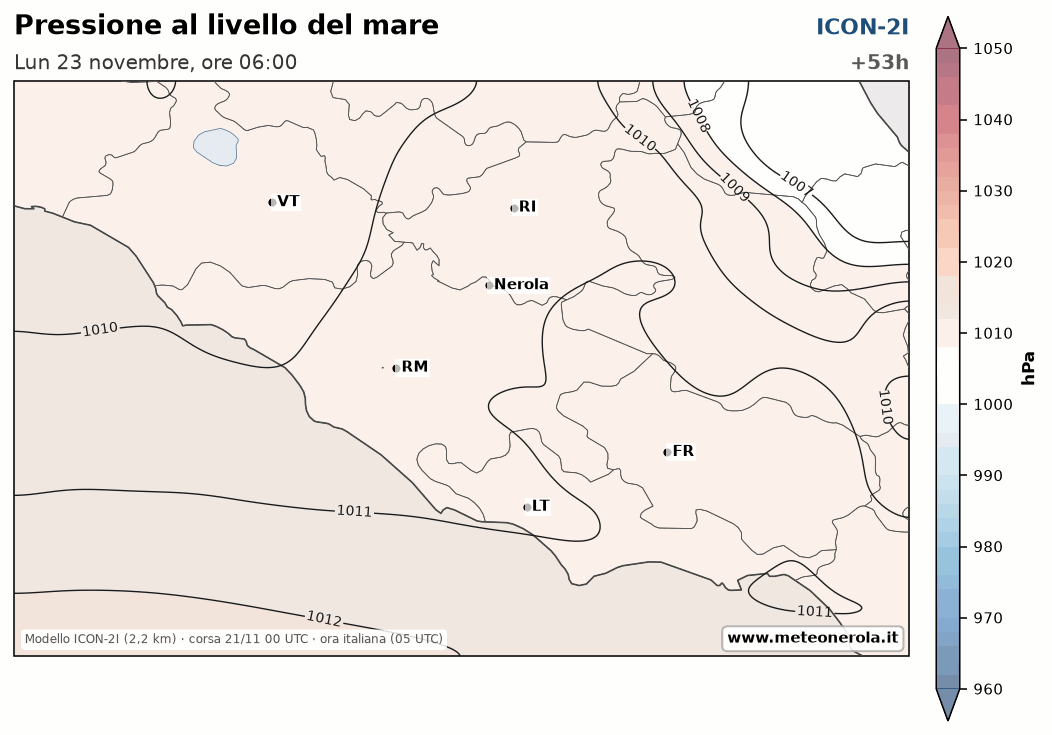 Pressione al livello del mare
ICON-2I
Lun 23 novembre, ore 06:00
+53h
1008
1010
1009
1007
VT
RI
Nerola
1010
RM
1010
FR
1011
LT
1011
1012
Modello ICON-2I (2,2 km) · corsa 21/11 00 UTC · ora italiana (05 UTC)
www.meteonerola.it
1050
1040
1030
1020
1010
1000
990
980
970
960
hPa